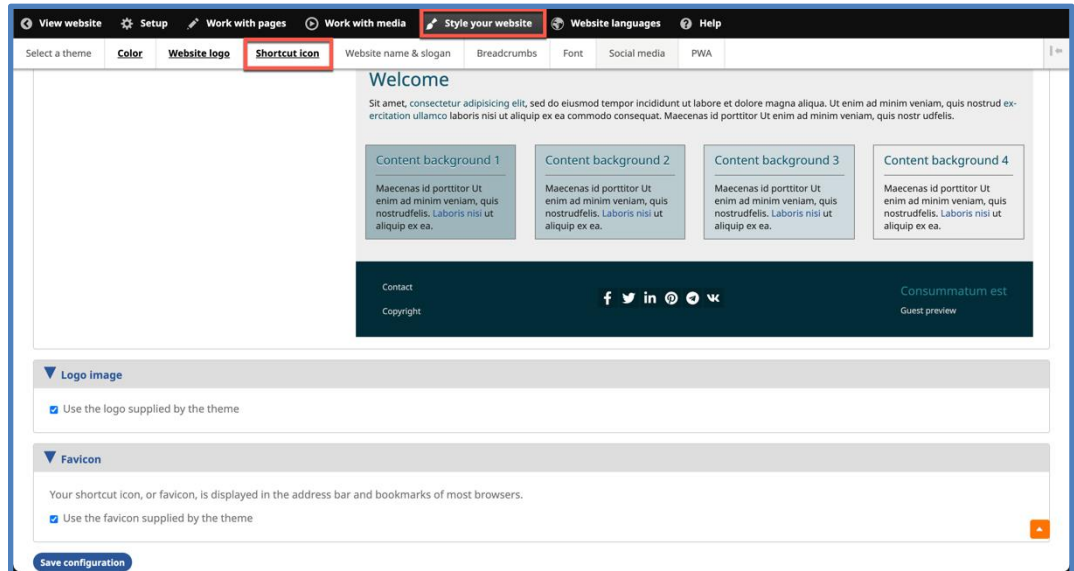 View website Setup Work with pages Work with media Style your website Website languages Help
Select a theme Color Website logo Shortcut icon Website name & slogan Breadcrumbs Font Social media PWA
Welcome
Sit amet, consectetur adipisicing elit, sed do eiusmod tempor incididunt ut labore et dolore magna aliqua. Ut enim ad minim veniam, quis nostrud ex-
ercitation ullamco laboris nisi ut aliquip ex ea commodo consequat. Maecenas id porttitor Ut enim ad minim veniam, quis nostr udfelis.
Content background 1
Maecenas id porttitor Ut
enim ad minim veniam, quis
nostrudfelis. Laboris nisi ut
aliquip ex ea.
Content background 2
Maecenas id porttitor Ut
enim ad minim veniam, quis
nostrudfelis. Laboris nisi ut
aliquip ex ea.
Content background 3
Maecenas id porttitor Ut
enim ad minim veniam, quis
nostrudfelis. Laboris nisi ut
aliquip ex ea.
Content background 4
Maecenas id porttitor Ut
enim ad minim veniam, quis
nostrudfelis. Laboris nisi ut
aliquip ex ea.
Contact
Copyright
Consummatum est
Guest preview
Logo image
Use the logo supplied by the theme
Favicon
Your shortcut icon, or favicon, is displayed in the address bar and bookmarks of most browsers.
Use the favicon supplied by the theme
Save configuration